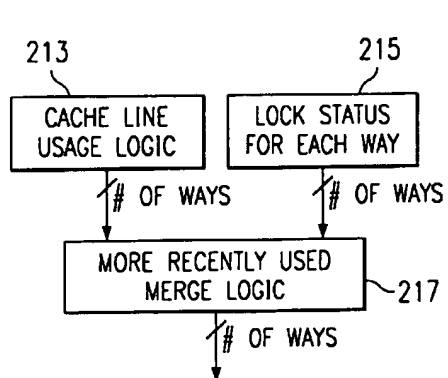 213
215
CACHE LINE
USAGE LOGIC
LOCK STATUS
FOR EACH WAY
# OF WAYS
# OF WAYS
MORE RECENTLY USED
MERGE LOGIC
217
# OF WAYS